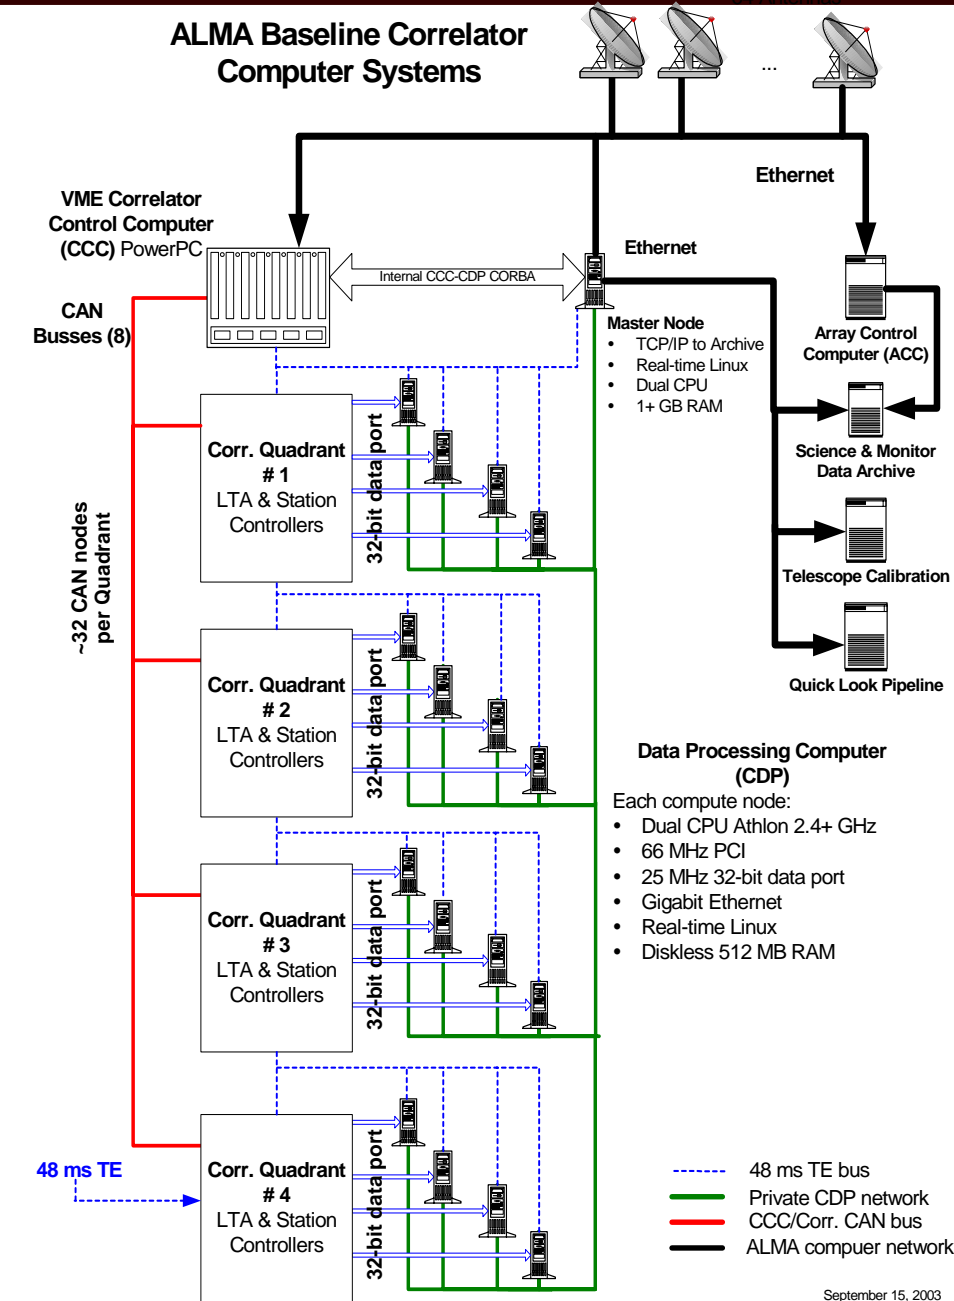 ALMA Baseline Correlator
Computer Systems
...
Ethernet
VME Correlator
Control Computer
(CCC) PowerPC
Ethernet
Internal CCC-CDP CORBA
CAN
Busses (8)
Master Node
• TCP/IP to Archive
• Real-time Linux
• Dual CPU
• 1+ GB RAM
Array Control
Computer (ACC)
Science & Monitor
Data Archive
Telescope Calibration
Quick Look Pipeline
~32 CAN nodes
per Quadrant
Corr. Quadrant
# 1
LTA & Station
Controllers
32-bit data port
Corr. Quadrant
# 2
LTA & Station
Controllers
32-bit data port
Corr. Quadrant
# 3
LTA & Station
Controllers
32-bit data port
Corr. Quadrant
# 4
LTA & Station
Controllers
32-bit data port
48 ms TE
Data Processing Computer
(CDP)
Each compute node:
• Dual CPU Athlon 2.4+ GHz
• 66 MHz PCI
• 25 MHz 32-bit data port
• Gigabit Ethernet
• Real-time Linux
• Diskless 512 MB RAM
48 ms TE bus
Private CDP network
CCC/Corr. CAN bus
ALMA compuer network
September 15, 2003